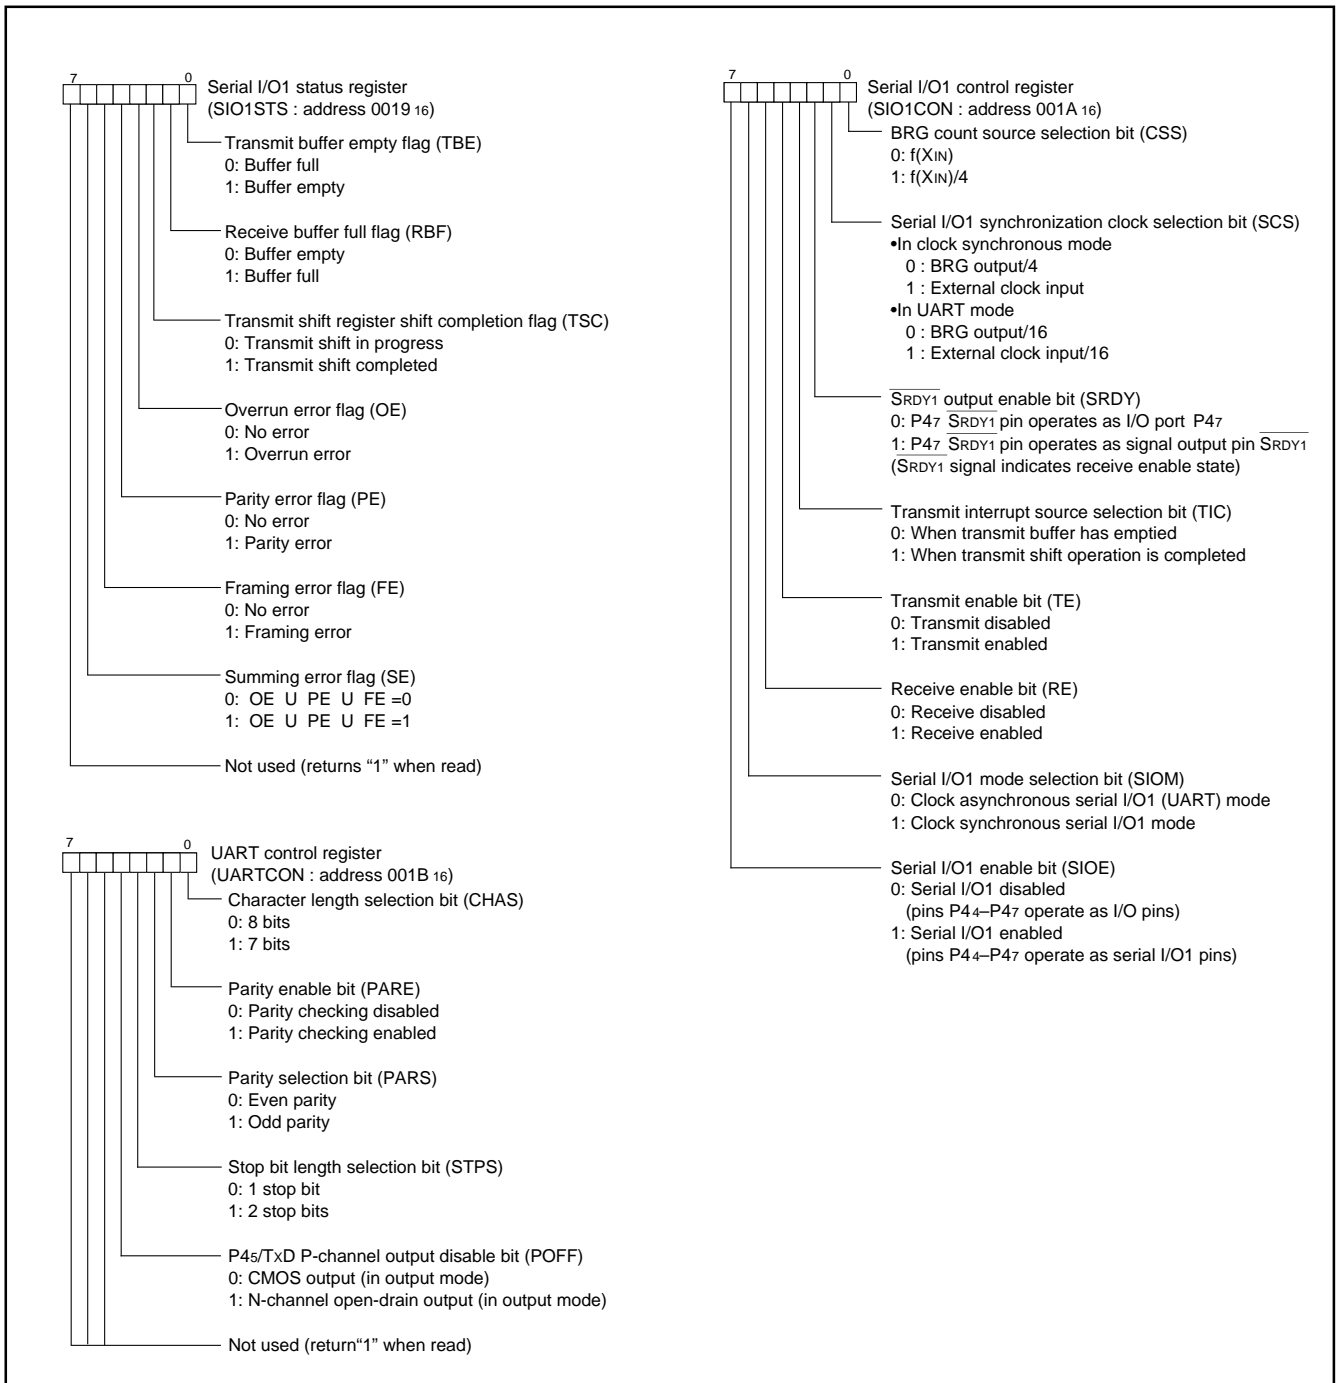 7 0
Serial I/O1 status register
(SIO1STS : address 0019 16)
Transmit buffer empty flag (TBE)
0: Buffer full
1: Buffer empty
Receive buffer full flag (RBF)
0: Buffer empty
1: Buffer full
Transmit shift register shift completion flag (TSC)
0: Transmit shift in progress
1: Transmit shift completed
Overrun error flag (OE)
0: No error
1: Overrun error
Parity error flag (PE)
0: No error
1: Parity error
Framing error flag (FE)
0: No error
1: Framing error
Summing error flag (SE)
0: OE U PE U FE =0
1: OE U PE U FE =1
Not used (returns “1” when read)
7 0
UART control register
(UARTCON : address 001B 16)
Character length selection bit (CHAS)
0: 8 bits
1: 7 bits
Parity enable bit (PARE)
0: Parity checking disabled
1: Parity checking enabled
Parity selection bit (PARS)
0: Even parity
1: Odd parity
Stop bit length selection bit (STPS)
0: 1 stop bit
1: 2 stop bits
P45/TXD P-channel output disable bit (POFF)
0: CMOS output (in output mode)
1: N-channel open-drain output (in output mode)
Not used (return“1” when read)
7 0
Serial I/O1 control register
(SIO1CON : address 001A 16)
BRG count source selection bit (CSS)
0: f(XIN)
1: f(XIN)/4
Serial I/O1 synchronization clock selection bit (SCS)
•In clock synchronous mode
0 : BRG output/4
1 : External clock input
•In UART mode
0 : BRG output/16
1 : External clock input/16
SRDY1 output enable bit (SRDY)
0: P47 SRDY1 pin operates as I/O port P47
1: P47 SRDY1 pin operates as signal output pin SRDY1
(SRDY1 signal indicates receive enable state)
Transmit interrupt source selection bit (TIC)
0: When transmit buffer has emptied
1: When transmit shift operation is completed
Transmit enable bit (TE)
0: Transmit disabled
1: Transmit enabled
Receive enable bit (RE)
0: Receive disabled
1: Receive enabled
Serial I/O1 mode selection bit (SIOM)
0: Clock asynchronous serial I/O1 (UART) mode
1: Clock synchronous serial I/O1 mode
Serial I/O1 enable bit (SIOE)
0: Serial I/O1 disabled
(pins P44–P47 operate as I/O pins)
1: Serial I/O1 enabled
(pins P44–P47 operate as serial I/O1 pins)